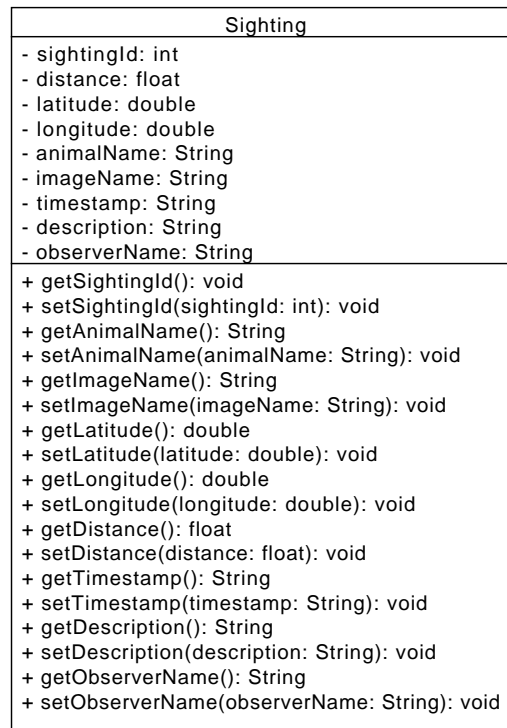 Sighting
- sightingId: int
- distance: float
- latitude: double
- longitude: double
- animalName: String
- imageName: String
- timestamp: String
- description: String
- observerName: String
+ getSightingId(): void
+ setSightingId(sightingId: int): void
+ getAnimalName(): String
+ setAnimalName(animalName: String): void
+ getImageName(): String
+ setImageName(imageName: String): void
+ getLatitude(): double
+ setLatitude(latitude: double): void
+ getLongitude(): double
+ setLongitude(longitude: double): void
+ getDistance(): float
+ setDistance(distance: float): void
+ getTimestamp(): String
+ setTimestamp(timestamp: String): void
+ getDescription(): String
+ setDescription(description: String): void
+ getObserverName(): String
+ setObserverName(observerName: String): void